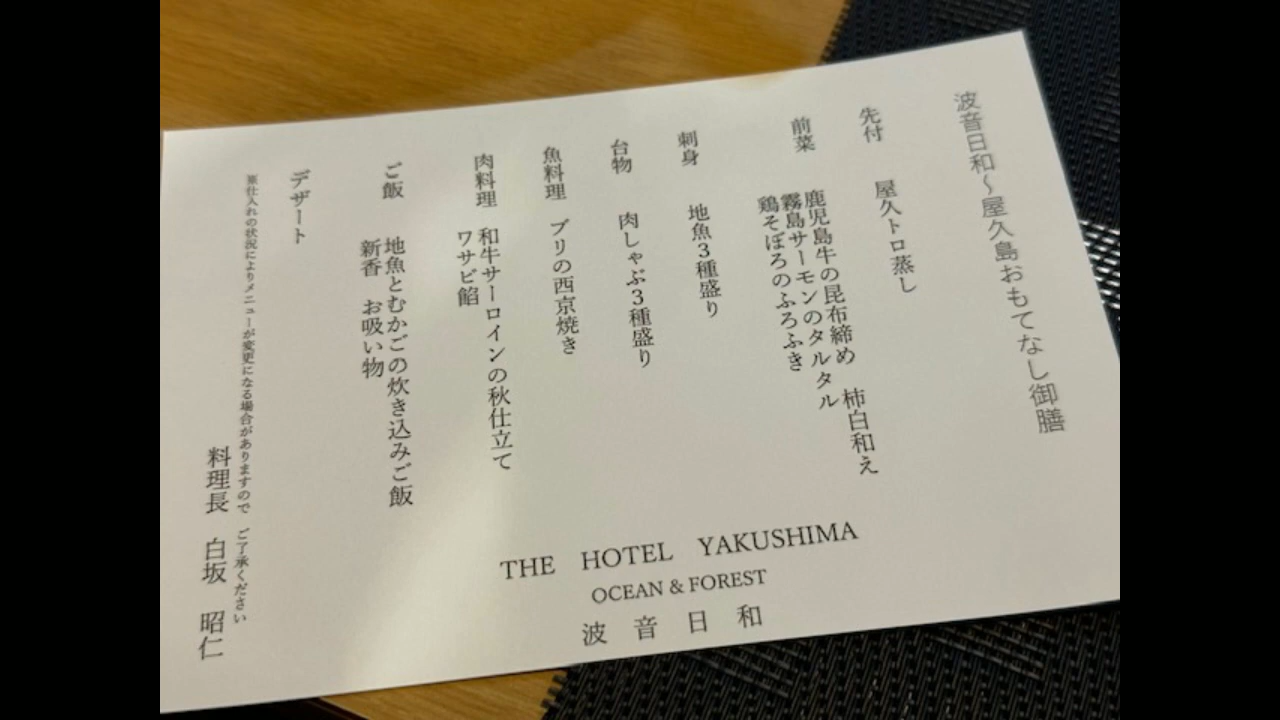 波音日和～屋久島おもてなし御膳
先付　屋久トロ蒸し
前菜　鹿児島牛の昆布締め　柿白和え
霧島サーモンのタルタル
鶏そぼろのふろふき
刺身　地魚3種盛り
台物　肉しゃぶ3種盛り
魚料理　ブリの西京焼き
肉料理　和牛サーロインの秋仕立て
ワサビ餡
ご飯　地魚とむかごの炊き込みご飯
新香　お吸い物
デザート
仕入れの状況によりメニューが変更になる場合がありますので　ご了承ください
料理長　白坂　昭仁
THE HOTEL YAKUSHIMA
OCEAN & FOREST
波音日和